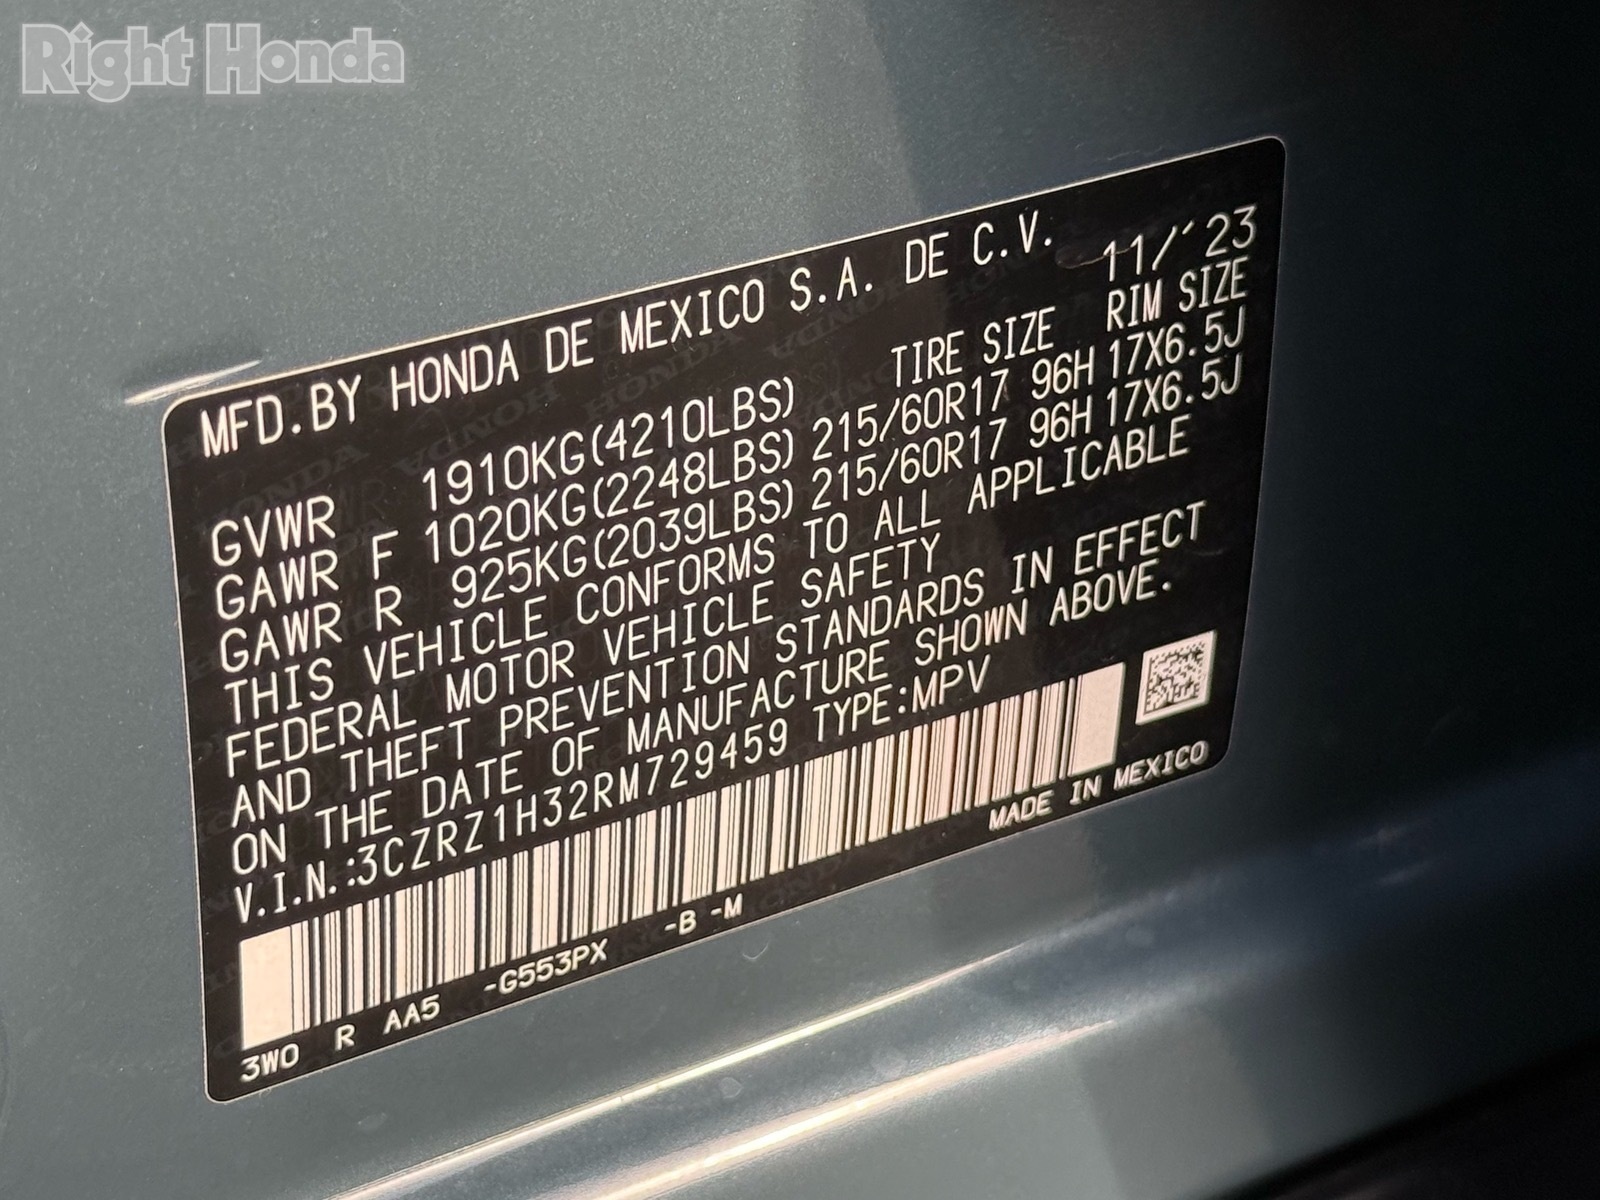 Right Honda
MFD.BY HONDA DE MEXICO S.A. DE C.V. 11/'23
TIRE SIZE RIM SIZE
GVWR 1910KG(4210LBS)
GAWR F 1020KG(2248LBS) 215/60R17 96H 17X6.5J
GAWR R 925KG(2039LBS) 215/60R17 96H 17X6.5J
THIS VEHICLE CONFORMS TO ALL APPLICABLE
FEDERAL MOTOR VEHICLE SAFETY
AND THEFT PREVENTION STANDARDS IN EFFECT
ON THE DATE OF MANUFACTURE SHOWN ABOVE.
V.I.N.:3CZRZ1H32RM729459 TYPE:MPV
MADE IN MEXICO
3W0 R AA5 -G553PX -B -M